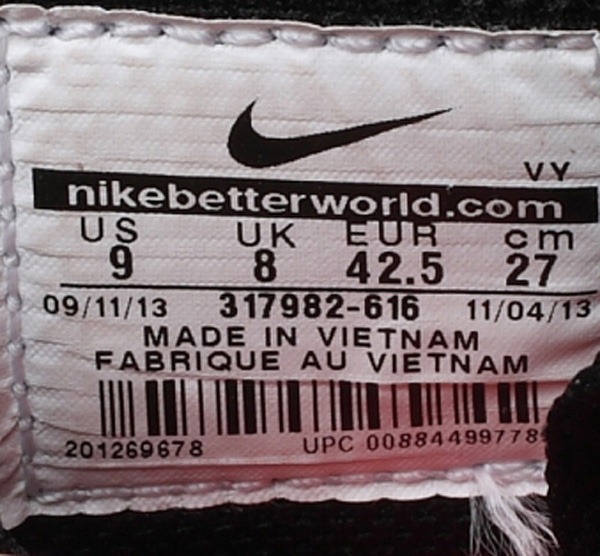 VY
nikebetterworld.com
US UK EUR cm
9 8 42.5 27
09/11/13 317982-616 11/04/13
MADE IN VIETNAM
FABRIQUE AU VIETNAM
201269678 UPC 00884499778